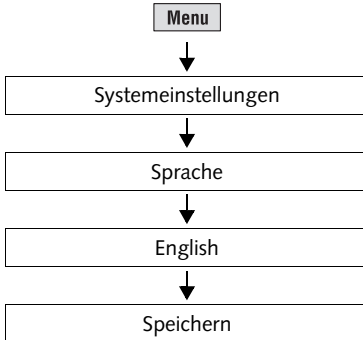 Menu
Systemeinstellungen
Sprache
English
Speichern